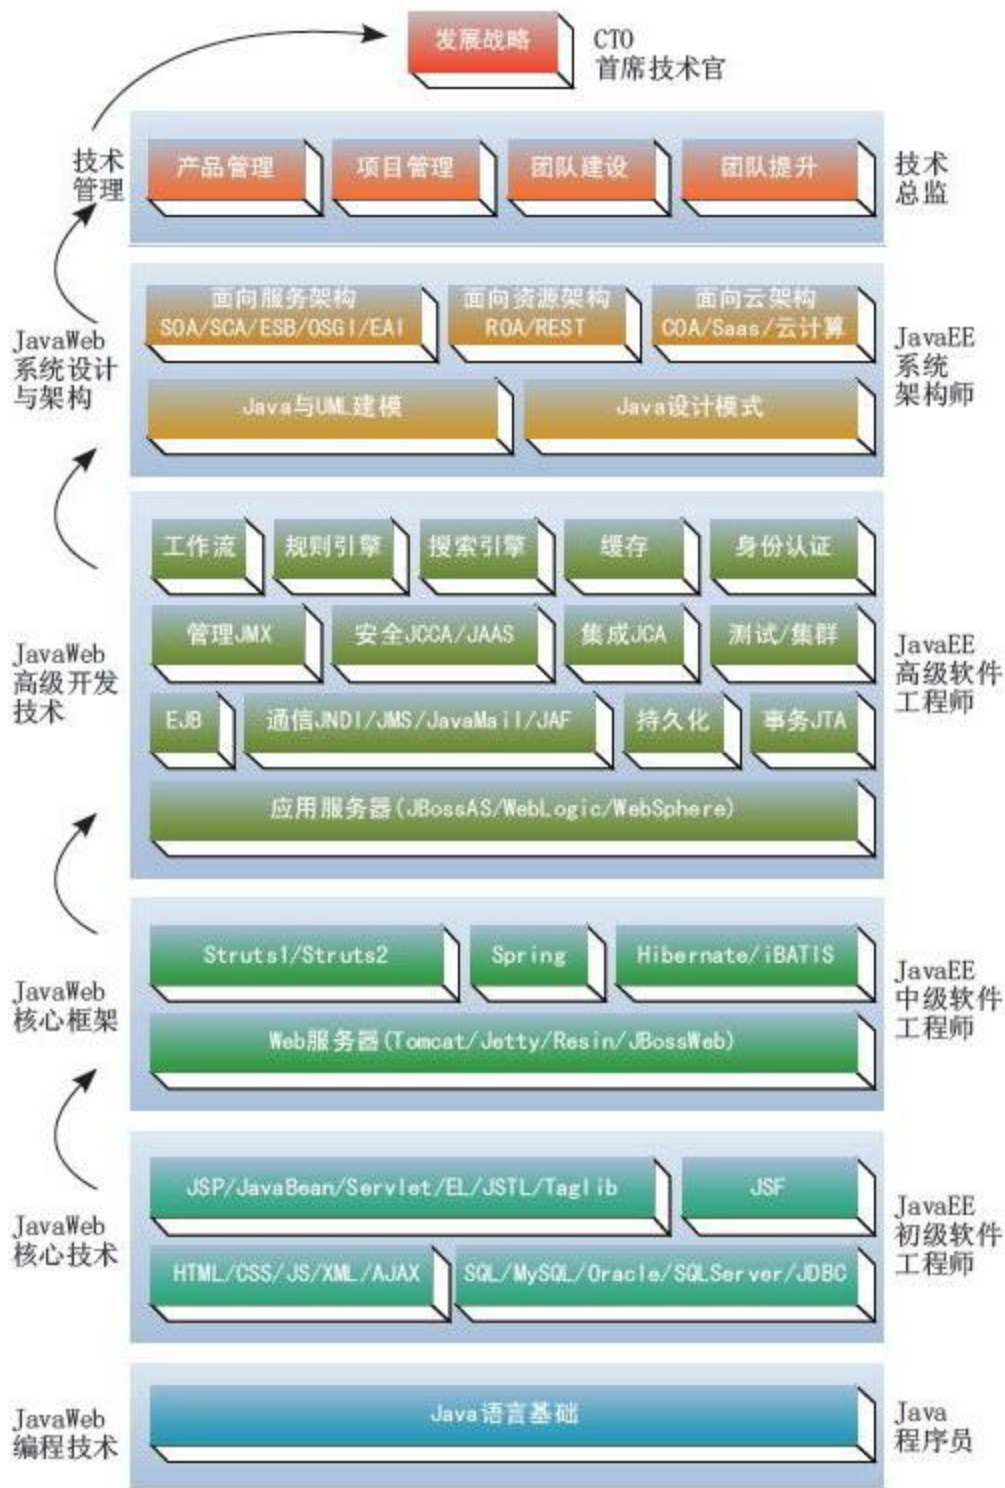 发展战略
CTO
首席技术官
技术
管理
产品管理
项目管理
团队建设
团队提升
技术
总监
JavaWeb
系统设计
与架构
面向服务架构
SOA/SCA/ESB/OSGI/EAI
面向资源架构
ROA/REST
面向云架构
COA/Saas/云计算
Java与UML建模
Java设计模式
JavaEE
系统
架构师
JavaWeb
高级开发
技术
工作流
规则引擎
搜索引擎
缓存
身份认证
管理JMX
安全JCCA/JAAS
集成JCA
测试/集群
EJB
通信JNDI/JMS/JavaMail/JAF
持久化
事务JTA
应用服务器(JBossAS/WebLogic/WebSphere)
JavaEE
高级软件
工程师
JavaWeb
核心框架
Struts1/Struts2
Spring
Hibernate/iBATIS
Web服务器(Tomcat/Jetty/Resin/JBossWeb)
JavaEE
中级软件
工程师
JavaWeb
核心技术
JSP/JavaBean/Servlet/EL/JSTL/Taglib
JSF
HTML/CSS/JS/XML/AJAX
SQL/MySQL/Oracle/SQLServer/JDBC
JavaEE
初级软件
工程师
JavaWeb
编程技术
Java语言基础
Java
程序员